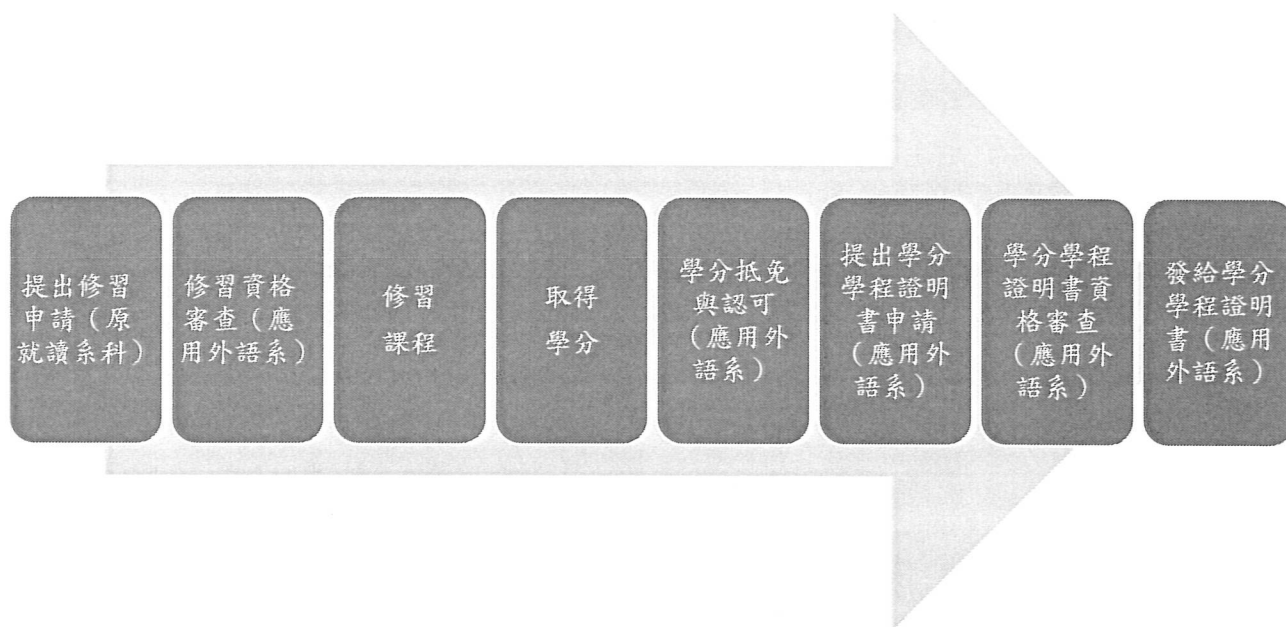 提出修習
申請（原
就讀系科）
修習資格
審查（應
用外語系）
修習
課程
取得
學分
學分抵免
與認可
（應用外
語系）
提出學分
學程證明
書申請
（應用外
語系）
學分學程
證明書資
格審查
（應用外
語系）
發給學分
學程證明
書（應用
外語系）